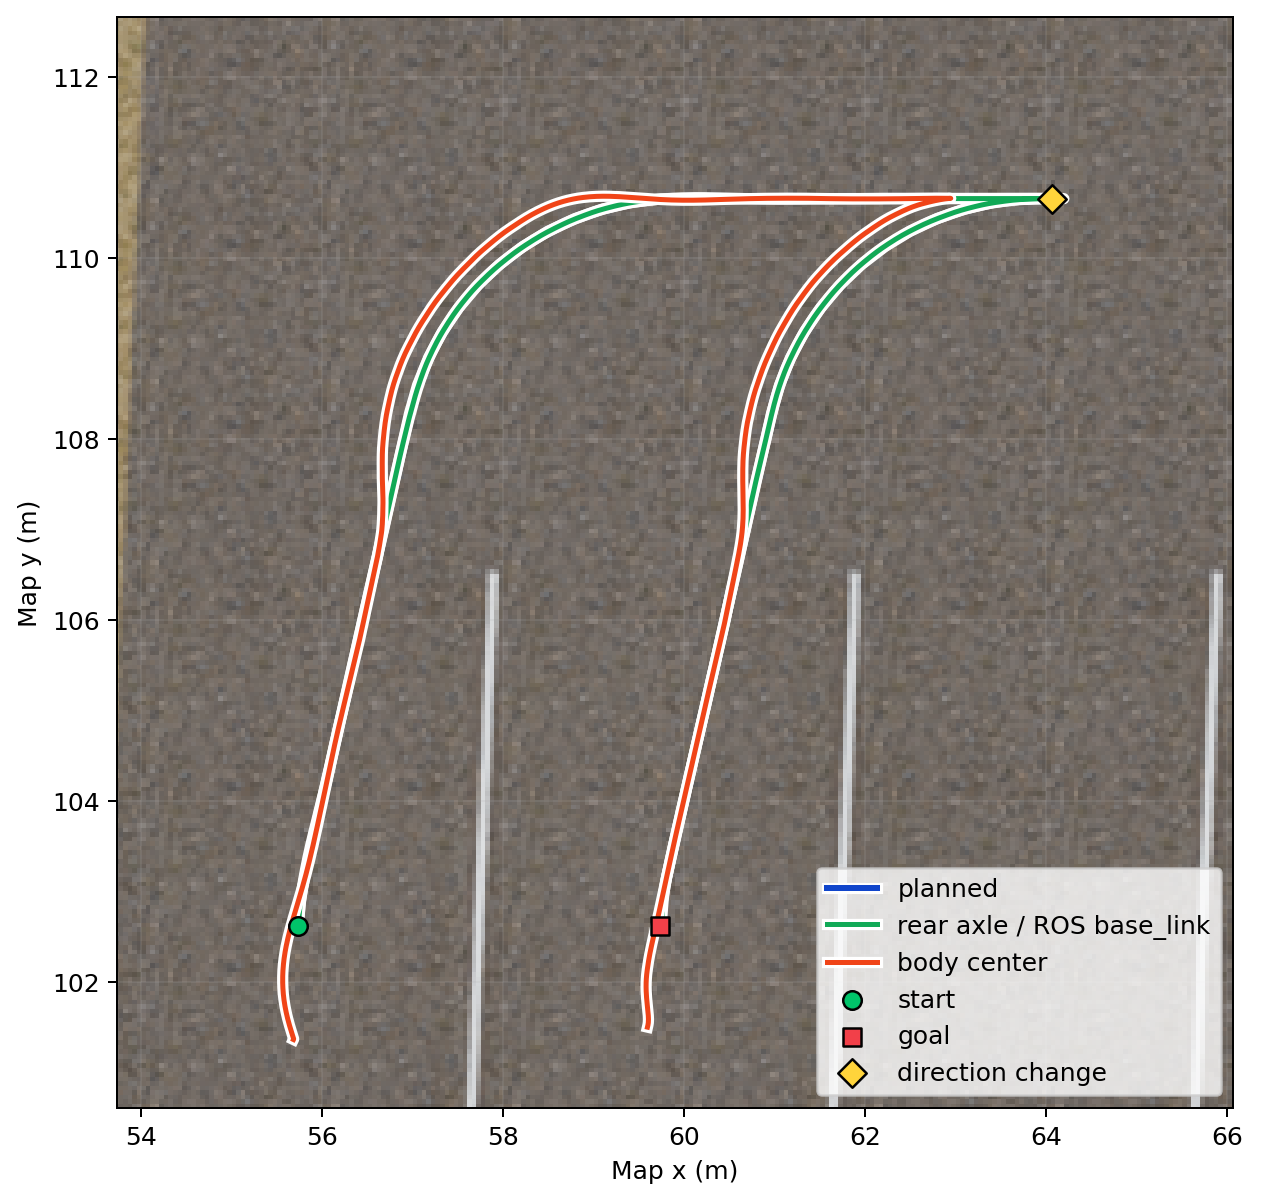 112
110
108
106
104
102
Map y (m)
planned
rear axle / ROS base_link
body center
start
goal
direction change
54
56
58
60
62
64
66
Map x (m)